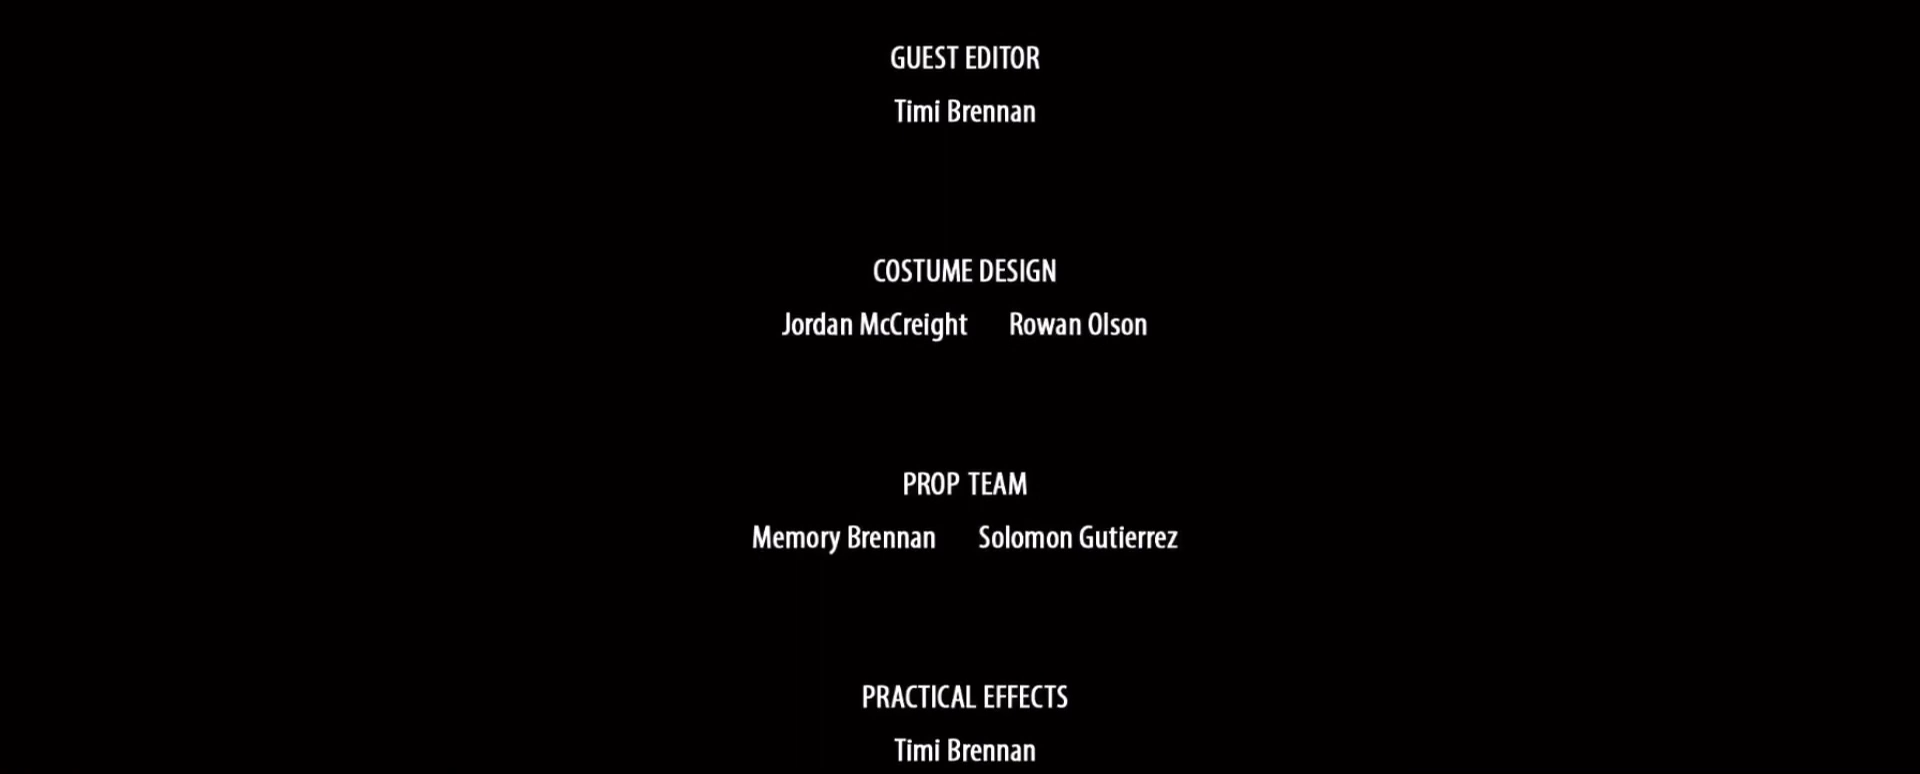 GUEST EDITOR
Timi Brennan
COSTUME DESIGN
Jordan McCreight Rowan Olson
PROP TEAM
Memory Brennan Solomon Gutierrez
PRACTICAL EFFECTS
Timi Brennan